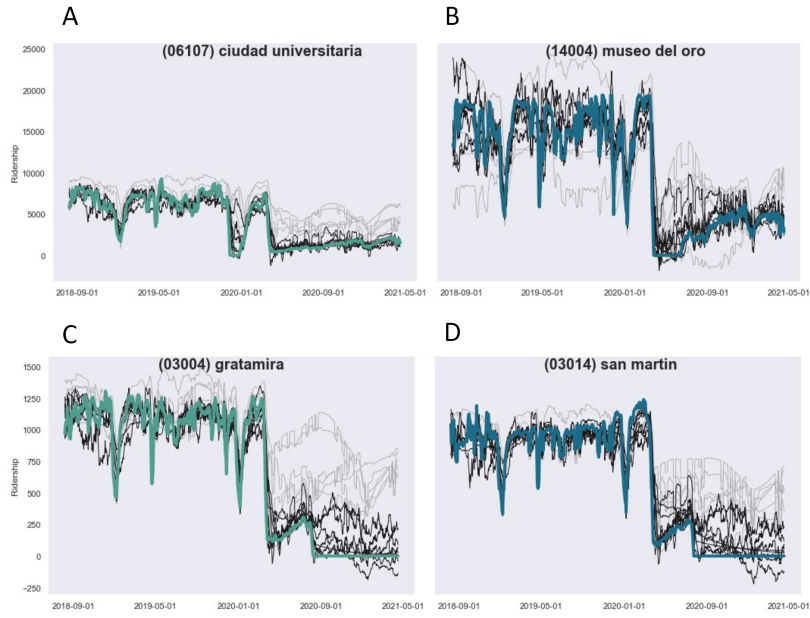 A
B
(06107) ciudad universitaria
(14004) museo del oro
25000
20000
15000
10000
5000
0
Ridership
2018-09-01 2019-05-01 2020-01-01 2020-09-01 2021-05-01
2018-09-01 2019-05-01 2020-01-01 2020-09-01 2021-05-01
C
D
(03004) gratamira
(03014) san martin
1500
1250
1000
750
500
250
0
−250
Ridership
2018-09-01 2019-05-01 2020-01-01 2020-09-01 2021-05-01
2018-09-01 2019-05-01 2020-01-01 2020-09-01 2021-05-01